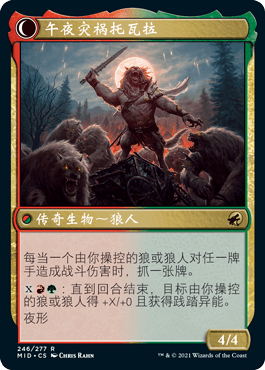 午夜灾祸托瓦拉
传奇生物～狼人
每当一个由你操控的狼或狼人对任一牌
手造成战斗伤害时，抓一张牌。
X：直到回合结束，目标由你操控
的狼或狼人得+X/+0且获得践踏异能。
夜形
4/4
246/277 R
MID • CS Chris Rahn
™ & © 2021 Wizards of the Coast